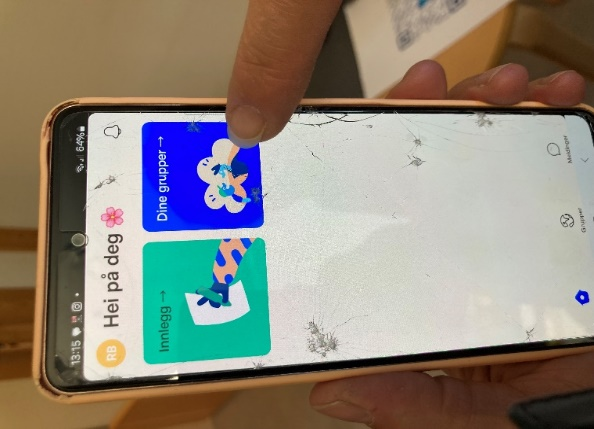 13:15
64%
RB
Hei på deg 🌸
Innlegg →
Dine grupper →
Grupper
Meldinger